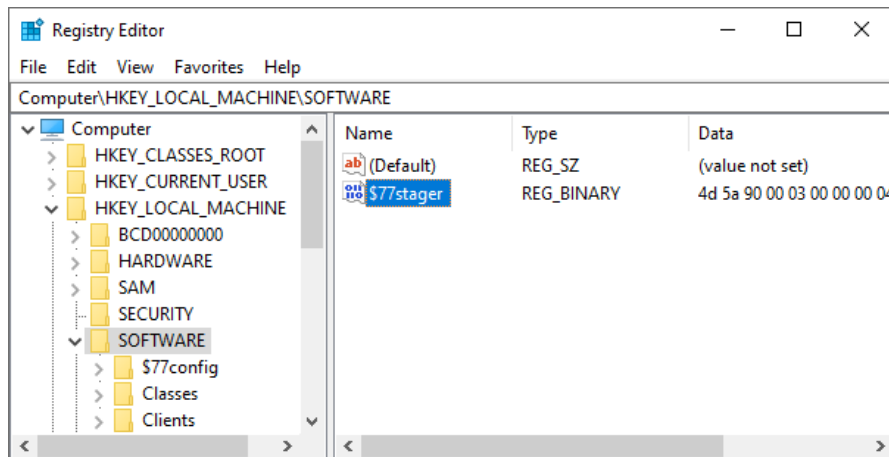 Registry Editor
File Edit View Favorites Help
Computer\HKEY_LOCAL_MACHINE\SOFTWARE
Computer
HKEY_CLASSES_ROOT
HKEY_CURRENT_USER
HKEY_LOCAL_MACHINE
BCD00000000
HARDWARE
SAM
SECURITY
SOFTWARE
$77config
Classes
Clients
Name Type Data
ab (Default) REG_SZ (value not set)
$77stager REG_BINARY 4d 5a 90 00 03 00 00 00 04